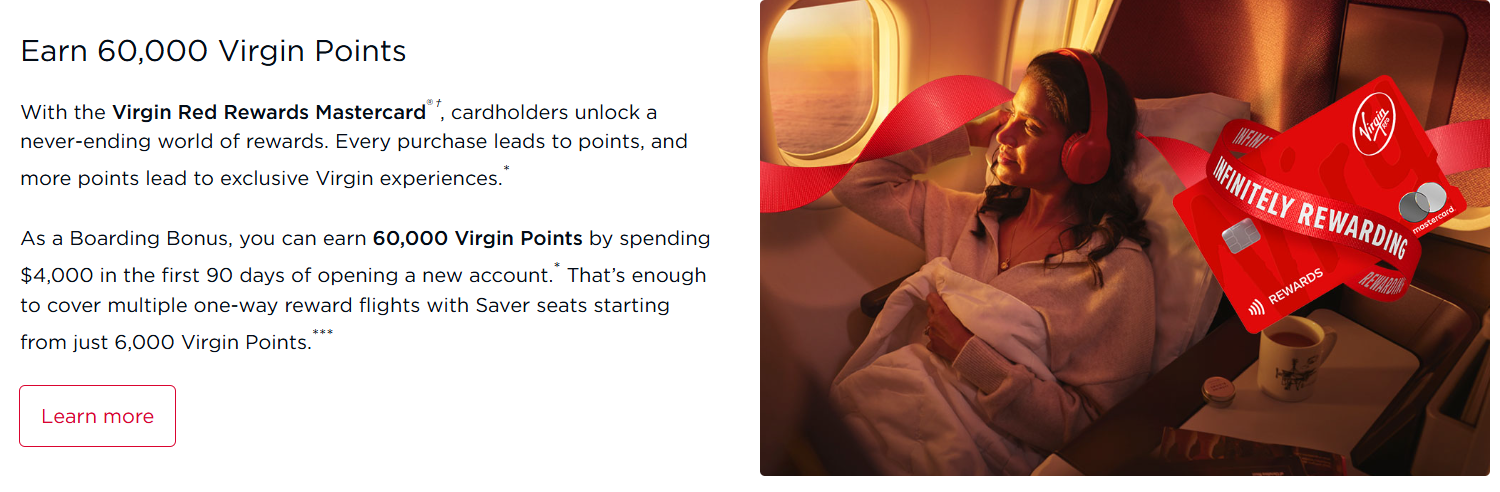 Earn 60,000 Virgin Points
With the Virgin Red Rewards Mastercard®†, cardholders unlock a
never-ending world of rewards. Every purchase leads to points, and
more points lead to exclusive Virgin experiences.*
As a Boarding Bonus, you can earn 60,000 Virgin Points by spending
$4,000 in the first 90 days of opening a new account.* That’s enough
to cover multiple one-way reward flights with Saver seats starting
from just 6,000 Virgin Points.***
Learn more
Virgin
INFINITELY REWARDING
mastercard
REWARDS